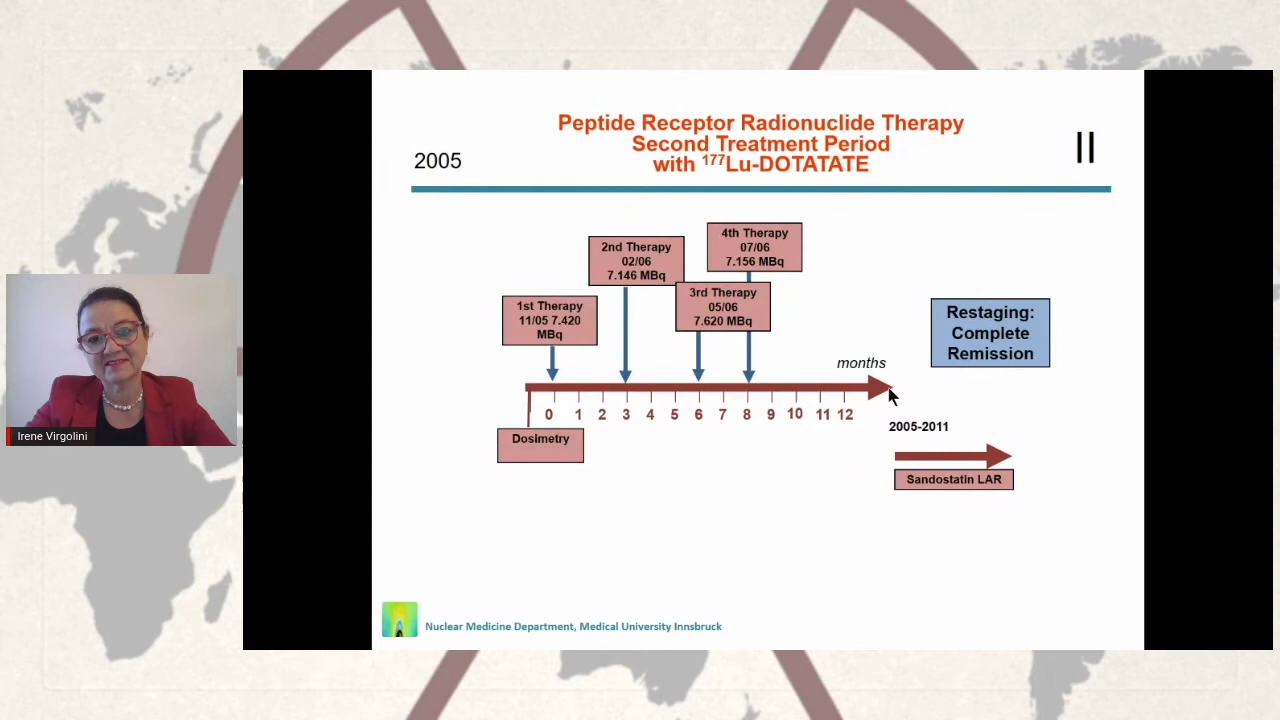 Peptide Receptor Radionuclide Therapy
Second Treatment Period
with ¹⁷⁷Lu-DOTATATE
2005
II
4th Therapy
07/06
7.156 MBq
2nd Therapy
02/06
7.146 MBq
3rd Therapy
05/06
7.620 MBq
1st Therapy
11/05 7.420
MBq
Restaging:
Complete
Remission
months
0 1 2 3 4 5 6 7 8 9 10 11 12
Dosimetry
2005-2011
Sandostatin LAR
Irene Virgolini
Nuclear Medicine Department, Medical University Innsbruck